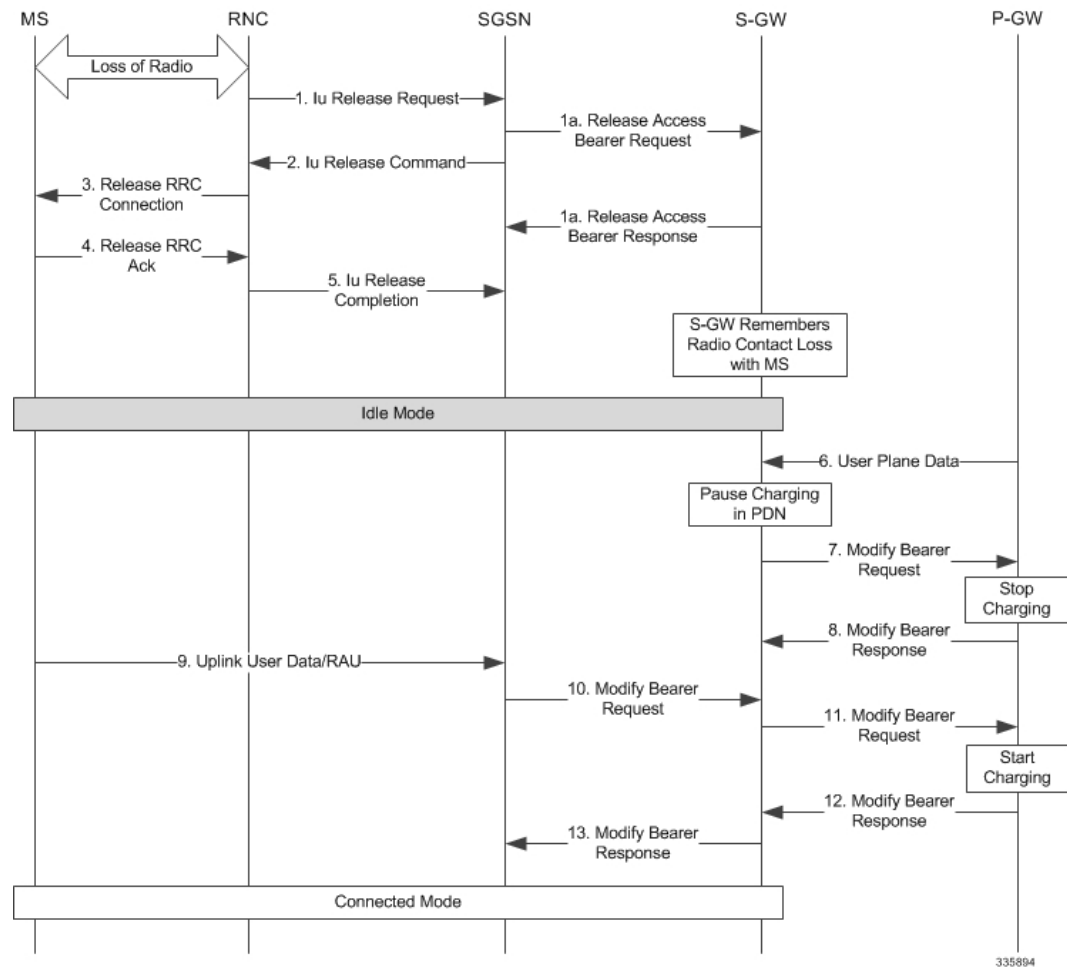 MS RNC SGSN S-GW P-GW
Loss of Radio
1. Iu Release Request
1a. Release Access
Bearer Request
2. Iu Release Command
3. Release RRC
Connection
1a. Release Access
Bearer Response
4. Release RRC
Ack
5. Iu Release
Completion
S-GW Remembers
Radio Contact Loss
with MS
Idle Mode
6. User Plane Data
Pause Charging
in PDN
7. Modify Bearer
Request
Stop
Charging
8. Modify Bearer
Response
9. Uplink User Data/RAU
10. Modify Bearer
Request
11. Modify Bearer
Request
Start
Charging
12. Modify Bearer
Response
13. Modify Bearer
Response
Connected Mode
335894